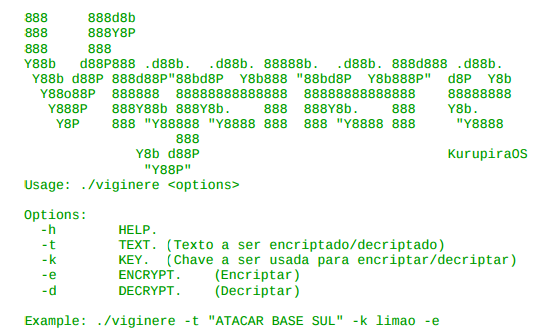 888     888d8b
888     888Y8P
888     888
Y88b   d88P888 .d88b.  .d88b. 88888b.  .d88b. 888d888 .d88b.
 Y88b d88P 888d88P"88bd8P  Y8b888 "88bd8P  Y8b888P"  d8P  Y8b
  Y88o88P  888888  88888888888888  88888888888888    88888888
   Y888P   888Y88b 888Y8b.    888  888Y8b.    888    Y8b.
    Y8P    888 "Y88888 "Y8888 888  888 "Y8888 888     "Y8888
                   888
              Y8b d88P                               KurupiraOS
               "Y88P"
Usage: ./viginere <options>
Options:
-h HELP.
-t TEXT. (Texto a ser encriptado/decriptado)
-k KEY. (Chave a ser usada para encriptar/decriptar)
-e ENCRYPT. (Encriptar)
-d DECRYPT. (Decriptar)
Example: ./viginere -t "ATACAR BASE SUL" -k limao -e